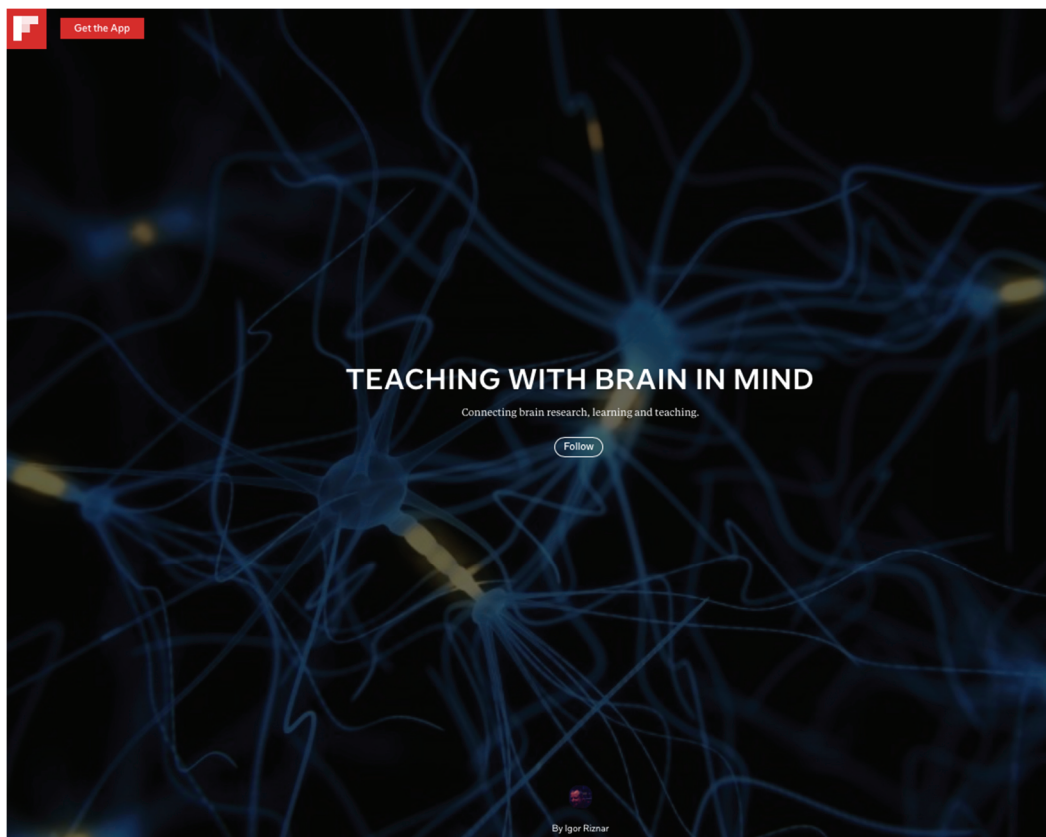 Get the App
TEACHING WITH BRAIN IN MIND
Connecting brain research, learning and teaching.
Follow
By Igor Riznar